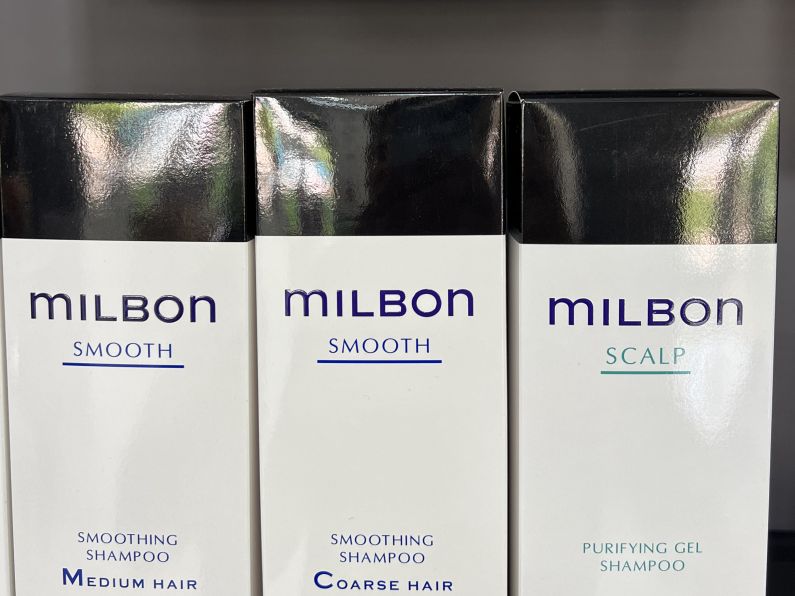 mILBOn
SMOOTH
SMOOTHING
SHAMPOO
MEDIUM HAIR
mILBOn
SMOOTH
SMOOTHING
SHAMPOO
COARSE HAIR
mILBOn
SCALP
PURIFYING GEL
SHAMPOO